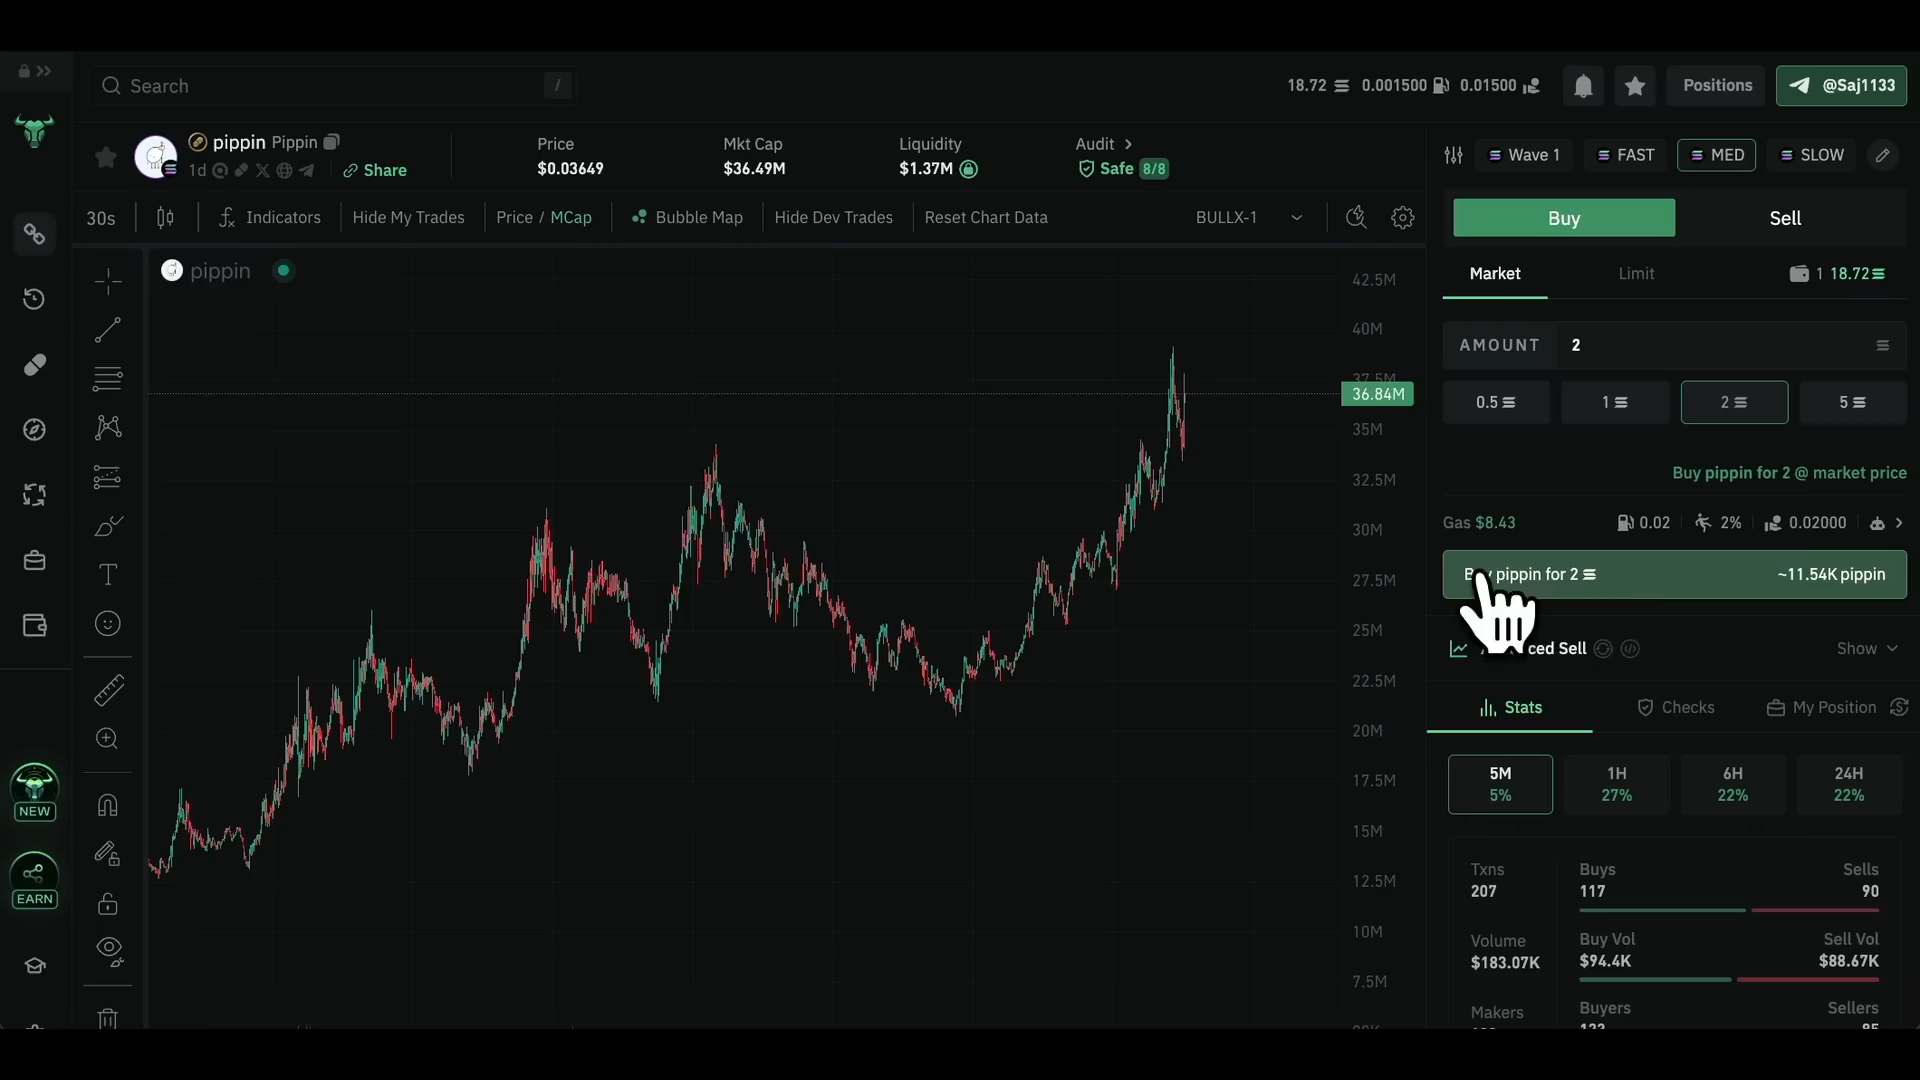 Search /
18.72 0.001500 0.01500 Positions @Saj1133
pippin Pippin
1d Share
Price
$0.03649
Mkt Cap
$36.49M
Liquidity
$1.37M
Audit
Safe 8/8
Wave 1 FAST MED SLOW
30s Indicators Hide My Trades Price / MCap Bubble Map Hide Dev Trades Reset Chart Data BULLX-1
pippin
42.5M
40M
37.5M
36.84M
35M
32.5M
30M
27.5M
25M
22.5M
20M
17.5M
15M
12.5M
10M
7.5M
NEW
EARN
Buy Sell
Market Limit 1 18.72
AMOUNT 2
0.5 1 2 5
Buy pippin for 2 @ market price
Gas $8.43 0.02 2% 0.02000
pippin for 2 ~11.54K pippin
Sell Show
Stats Checks My Position
5M 1H 6H 24H
5% 27% 22% 22%
Txns Buys Sells
207 117 90
Volume Buy Vol Sell Vol
$183.07K $94.4K $88.67K
Makers Buyers Sellers